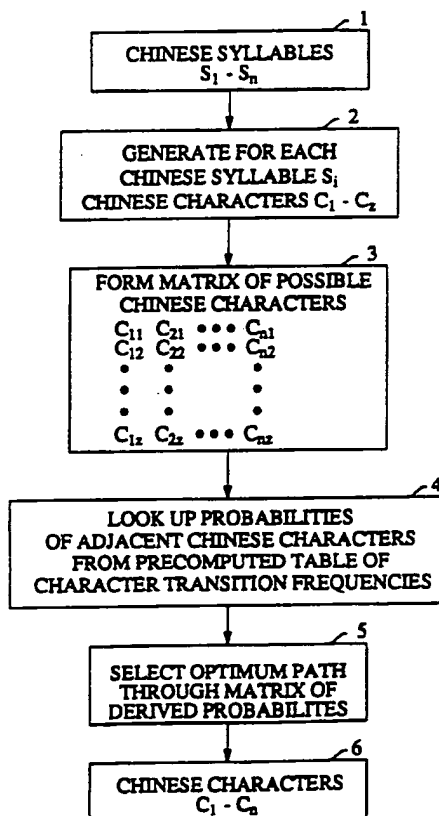 1
CHINESE SYLLABLES
S₁ - Sₙ
2
GENERATE FOR EACH
CHINESE SYLLABLE Sᵢ
CHINESE CHARACTERS C₁ - C_z
3
FORM MATRIX OF POSSIBLE
CHINESE CHARACTERS
C₁₁ C₂₁ ••• Cₙ₁
C₁₂ C₂₂ ••• Cₙ₂
• • •
• • •
• • •
C₁z C₂z ••• Cₙz
4
LOOK UP PROBABILITIES
OF ADJACENT CHINESE CHARACTERS
FROM PRECOMPUTED TABLE OF
CHARACTER TRANSITION FREQUENCIES
5
SELECT OPTIMUM PATH
THROUGH MATRIX OF
DERIVED PROBABILITES
6
CHINESE CHARACTERS
C₁ - Cₙ